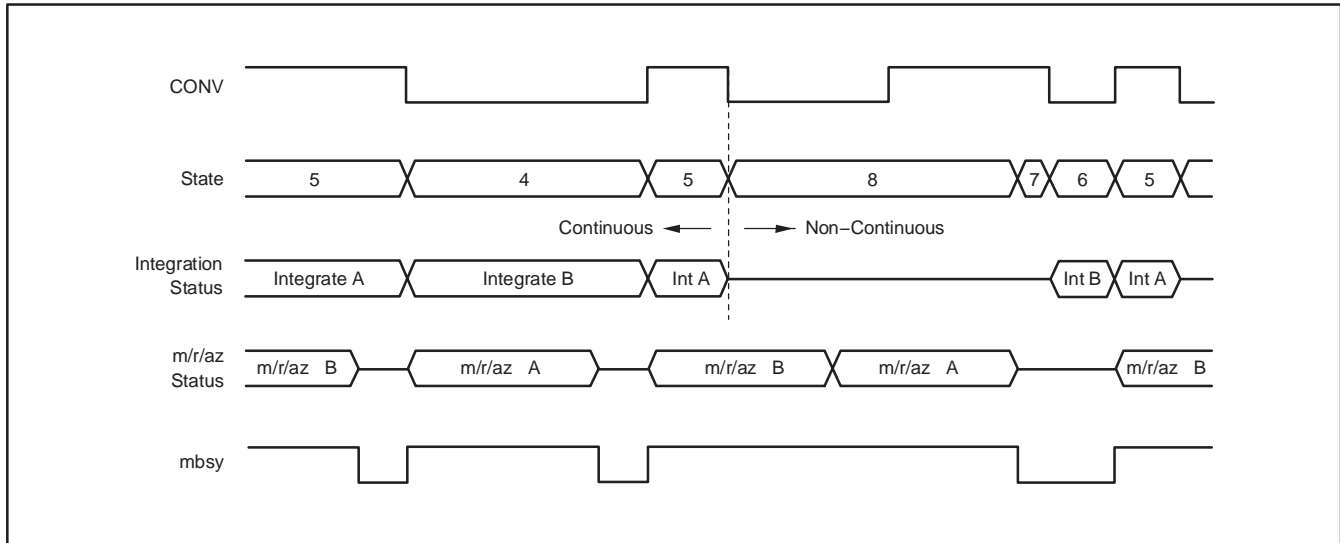 CONV
State 5 4 5 8 7 6 5
Continuous Non−Continuous
Integration Status Integrate A Integrate B Int A Int B Int A
m/r/az Status m/r/az B m/r/az A m/r/az B m/r/az A m/r/az B
mbsy